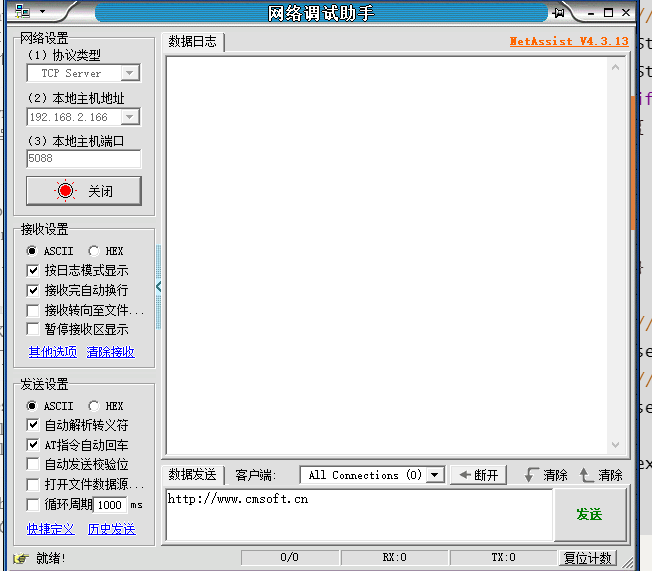 网络调试助手
网络设置
（1）协议类型
TCP Server
（2）本地主机地址
192.168.2.166
（3）本地主机端口
5088
关闭
接收设置
ASCII HEX
按日志模式显示
接收完自动换行
接收转向至文件...
暂停接收区显示
其他选项 清除接收
发送设置
ASCII HEX
自动解析转义符
AT指令自动回车
自动发送校验位
打开文件数据源...
循环周期 1000 ms
快捷定义 历史发送
数据日志
NetAssist V4.3.13
数据发送 客户端: All Connections (0) 断开 清除 清除
http://www.cmsoft.cn
发送
就绪! 0/0 RX:0 TX:0 复位计数
//
st
st
if
//
se
//
se
ex